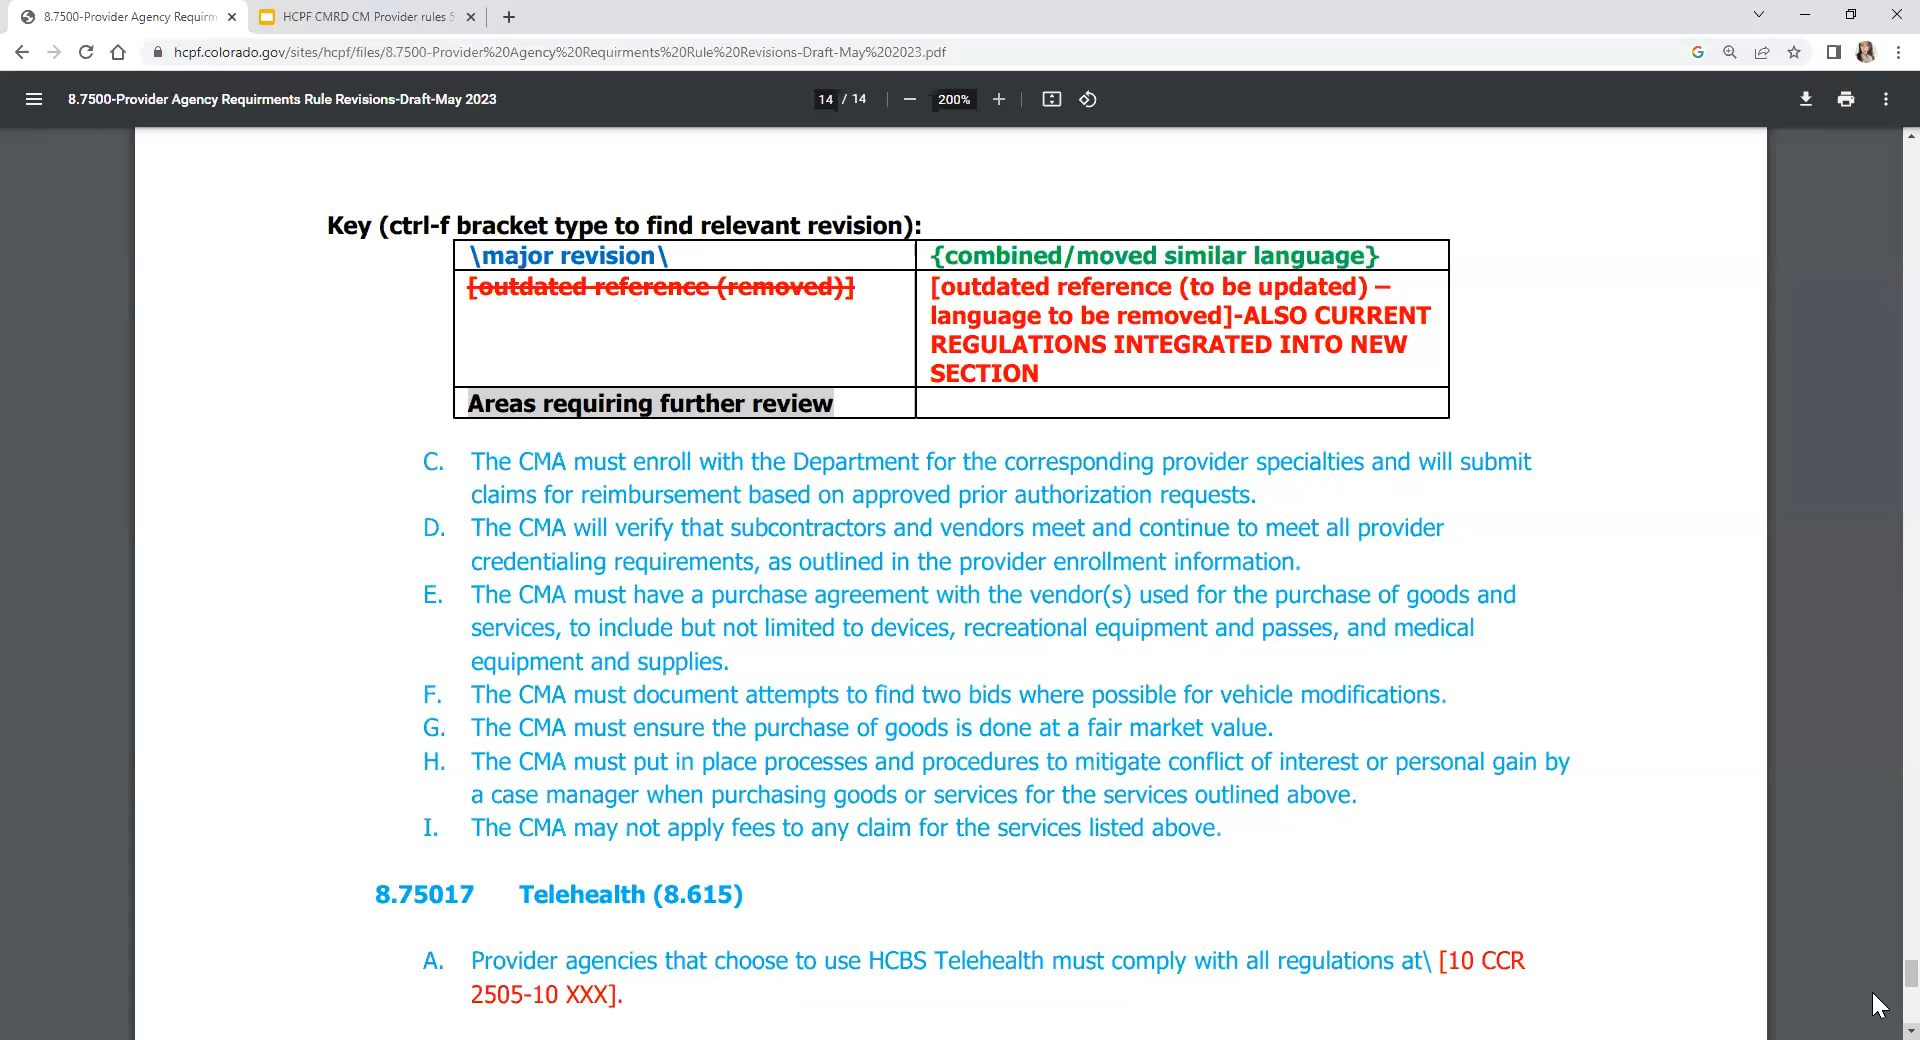 8.7500-Provider Agency Requirm
HCPF CMRD CM Provider rules 5
hcpf.colorado.gov/sites/hcpf/files/8.7500-Provider%20Agency%20Requirments%20Rule%20Revisions-Draft-May%202023.pdf
8.7500-Provider Agency Requirments Rule Revisions-Draft-May 2023
14 / 14
200%
Key (ctrl-f bracket type to find relevant revision):
\major revision\
{combined/moved similar language}
[outdated reference (removed)]
[outdated reference (to be updated) –
language to be removed]-ALSO CURRENT
REGULATIONS INTEGRATED INTO NEW
SECTION
Areas requiring further review
C. The CMA must enroll with the Department for the corresponding provider specialties and will submit
claims for reimbursement based on approved prior authorization requests.
D. The CMA will verify that subcontractors and vendors meet and continue to meet all provider
credentialing requirements, as outlined in the provider enrollment information.
E. The CMA must have a purchase agreement with the vendor(s) used for the purchase of goods and
services, to include but not limited to devices, recreational equipment and passes, and medical
equipment and supplies.
F. The CMA must document attempts to find two bids where possible for vehicle modifications.
G. The CMA must ensure the purchase of goods is done at a fair market value.
H. The CMA must put in place processes and procedures to mitigate conflict of interest or personal gain by
a case manager when purchasing goods or services for the services outlined above.
I. The CMA may not apply fees to any claim for the services listed above.
8.75017 Telehealth (8.615)
A. Provider agencies that choose to use HCBS Telehealth must comply with all regulations at\ [10 CCR
2505-10 XXX].